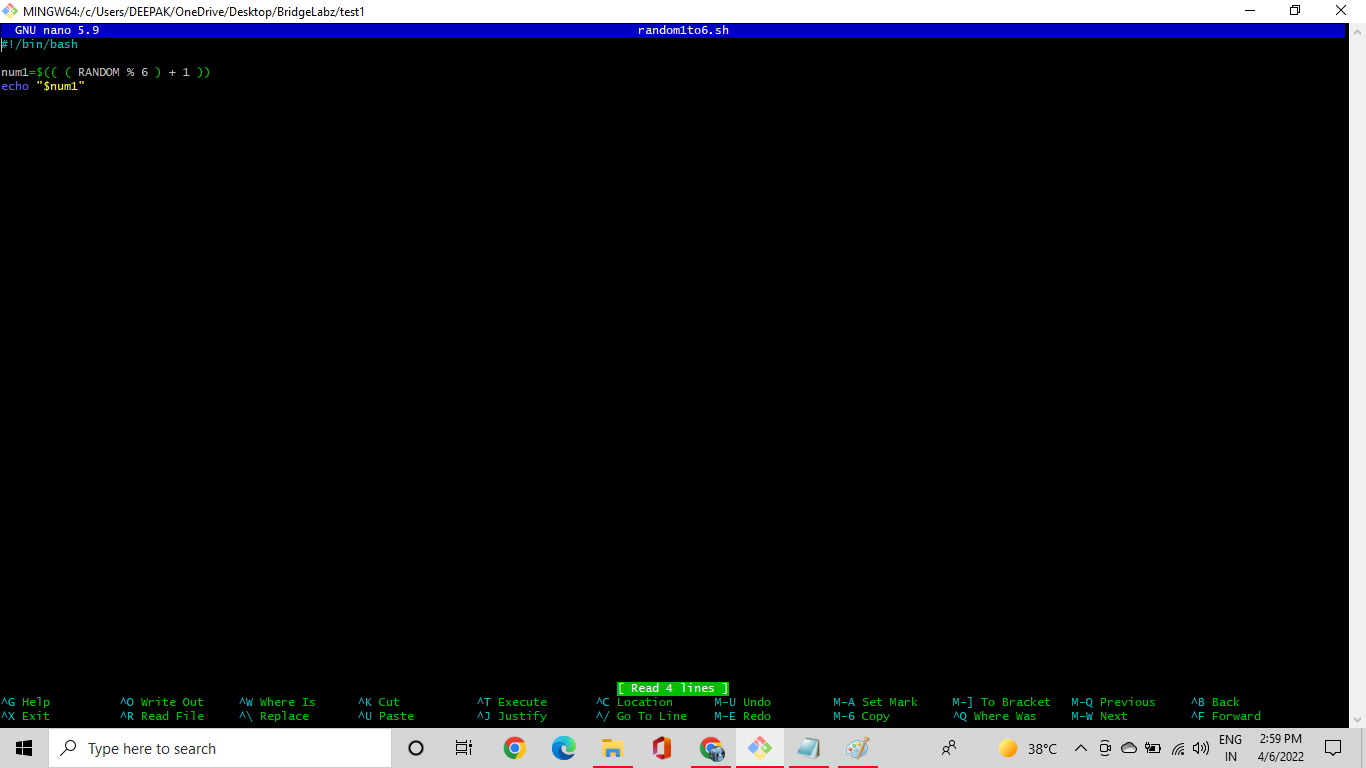 MINGW64:/c/Users/DEEPAK/OneDrive/Desktop/BridgeLabz/test1
GNU nano 5.9 random1to6.sh
#!/bin/bash
num1=$(( ( RANDOM % 6 ) + 1 ))
echo "$num1"
[ Read 4 lines ]
^G Help ^O Write Out ^W Where Is ^K Cut ^T Execute ^C Location M-U Undo M-A Set Mark M-] To Bracket M-Q Previous ^B Back
^X Exit ^R Read File ^\ Replace ^U Paste ^J Justify ^/ Go To Line M-E Redo M-6 Copy ^Q Where Was M-W Next ^F Forward
Type here to search 38°C ENG 2:59 PM
IN 4/6/2022